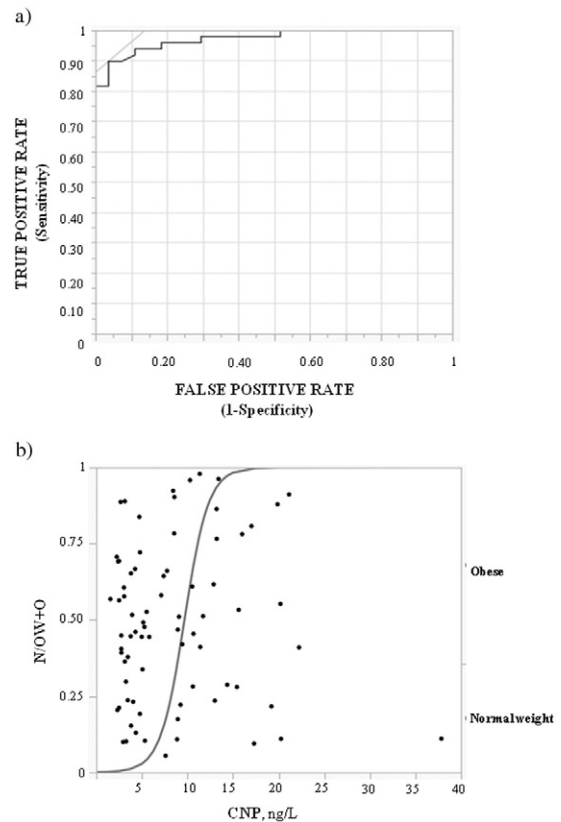 a)
1
0.90
0.80
0.70
0.60
0.50
0.40
0.30
0.20
0.10
0
TRUE POSITIVE RATE
(Sensitivity)
0 0.20 0.40 0.60 0.80 1
FALSE POSITIVE RATE
(1-Specificity)
b)
1
0.75
0.50
0.25
0
N/OW+O
Obese
Normalweight
5 10 15 20 25 30 35 40
CNP, ng/L